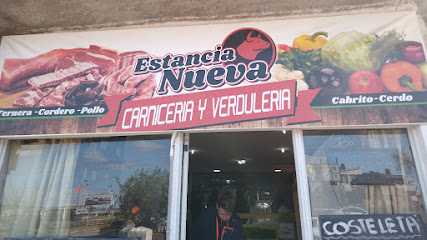 Estancia
Nueva
CARNICERIA Y VERDULERIA
Ternera - Cordero - Pollo
Cabrito - Cerdo
COSTELETA